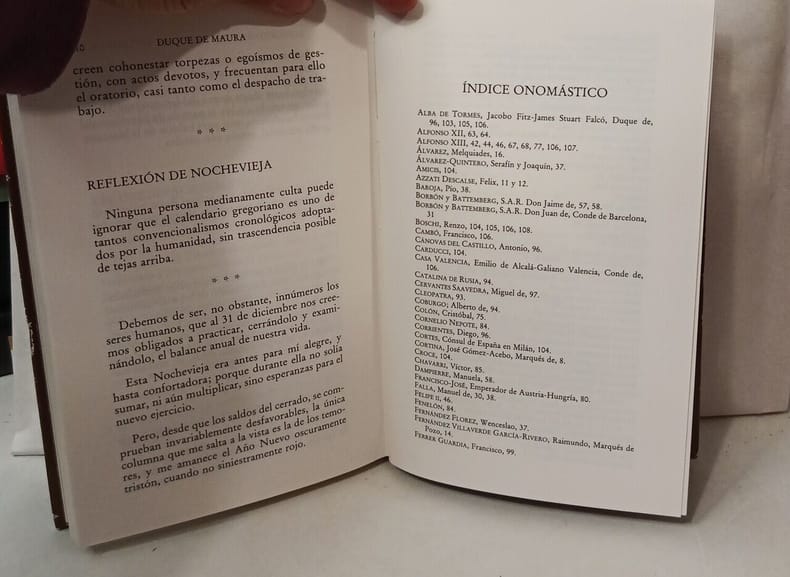 DUQUE DE MAURA
creen cohonestar torpezas o egoísmos de ges-
tión, con actos devotos, y frecuentan para ello
el oratorio, casi tanto como el despacho de tra-
bajo.
* * *
REFLEXIÓN DE NOCHEVIEJA
Ninguna persona medianamente culta puede
ignorar que el calendario gregoriano es uno de
tantos convencionalismos cronológicos adopta-
dos por la humanidad, sin trascendencia posible
de tejas arriba.
* * *
Debemos de ser, no obstante, innúmeros los
seres humanos, que al 31 de diciembre nos cree-
mos obligados a practicar, cerrándolo y exami-
nándolo, el balance anual de nuestra vida.
Esta Nochevieja era antes para mí alegre, y
hasta confortadora; porque durante ella no solía
sumar, ni aún multiplicar, sino esperanzas para el
nuevo ejercicio.
Pero, desde que los saldos del cerrado, se com-
prueban invariablemente desfavorables, la única
columna que me salta a la vista es la de los temo-
res, y me amanece el Año Nuevo oscuramente
tristón, cuando no siniestramente rojo.
ÍNDICE ONOMÁSTICO
ALBA DE TORMES, Jacobo Fitz-James Stuart Falcó, Duque de,
96, 103, 105, 106.
ALFONSO XII, 63, 64.
ALFONSO XIII, 42, 44, 46, 67, 68, 77, 106, 107.
ÁLVAREZ, Melquiades, 16.
ÁLVAREZ-QUINTERO, Serafín y Joaquín, 37.
AMICIS, 104.
AZZATI DESCALSE, Felix, 11 y 12.
BAROJA, Pío, 38.
BORBÓN y BATTEMBERG, S.A.R. Don Jaime de, 57, 58.
BORBÓN y BATTEMBERG, S.A.R. Don Juan de, Conde de Barcelona,
31
BOSCHI, Renzo, 104, 105, 106, 108.
CAMBÓ, Francisco, 106.
CÁNOVAS DEL CASTILLO, Antonio, 96.
CARDUCCI, 104.
CASA VALENCIA, Emilio de Alcalá-Galiano Valencia, Conde de,
106.
CATALINA DE RUSIA, 94.
CERVANTES SAAVEDRA, Miguel de, 97.
CLEOPATRA, 93.
COBURGO; Alberto de, 94.
COLÓN, Cristóbal, 75.
CORNELIO NEPOTE, 84.
CORRIENTES, Diego, 96.
CORTES, Cónsul de España en Milán, 104.
CORTINA, José Gómez-Acebo, Marqués de, 8.
CROCE, 104.
CHAVARRI, Víctor, 85.
DAMPIERRE, Manuela, 58.
FRANCISCO-JOSÉ, Emperador de Austria-Hungría, 80.
FALLA, Manuel de, 30, 38.
FELIPE II, 46.
FENELÓN, 84.
FERNÁNDEZ FLOREZ, Wenceslao, 37.
FERNÁNDEZ VILLAVERDE GARCÍA-RIVERO, Raimundo, Marqués de
Pozo, 14.
FERRER GUARDIA, Francisco, 99.